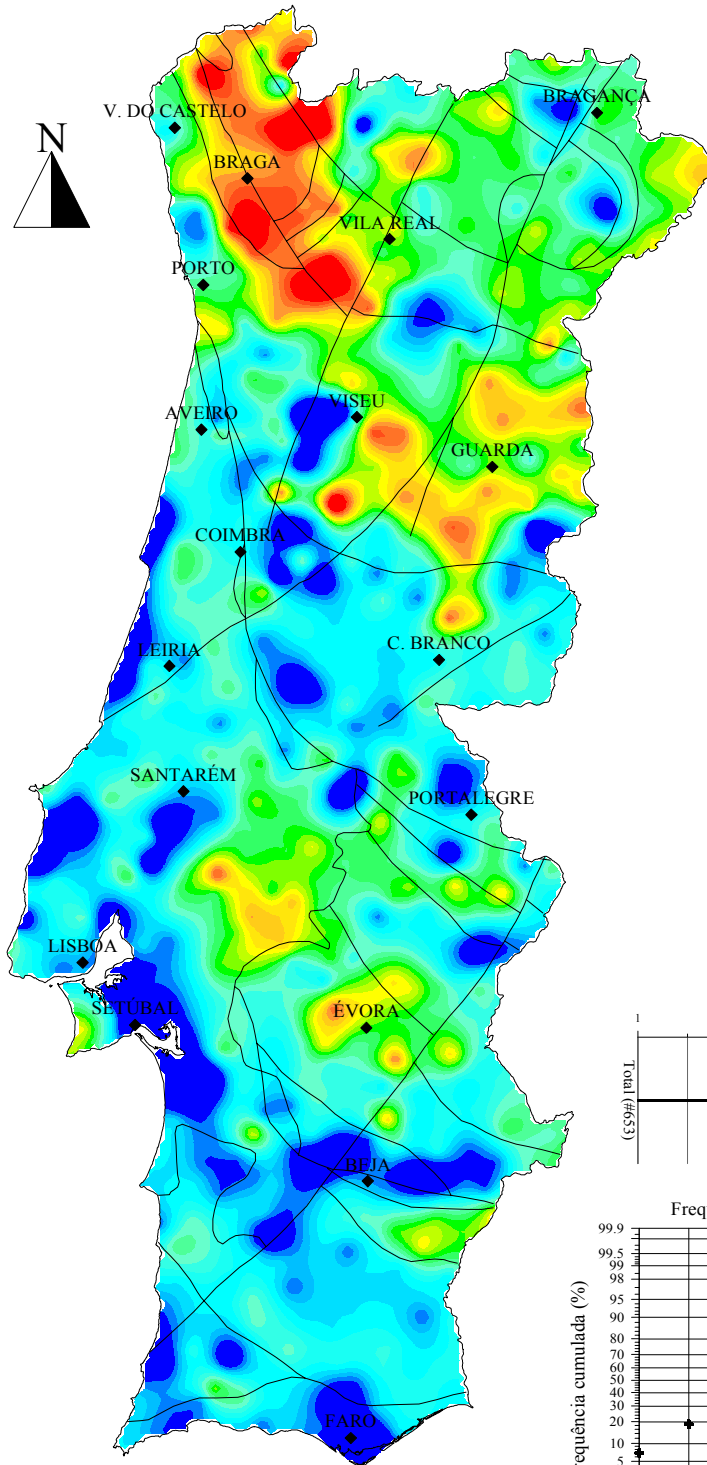 N
V. DO CASTELO
BRAGANÇA
BRAGA
VILA REAL
PORTO
AVEIRO
VISEU
GUARDA
COIMBRA
LEIRIA
C. BRANCO
SANTARÉM
PORTALEGRE
LISBOA
SETÚBAL
ÉVORA
BEJA
FARO
1
Total (#653)
Freq
requência cumulada (%)
99.9
99.5
99
98
95
90
80
70
60
50
40
30
20
10
5